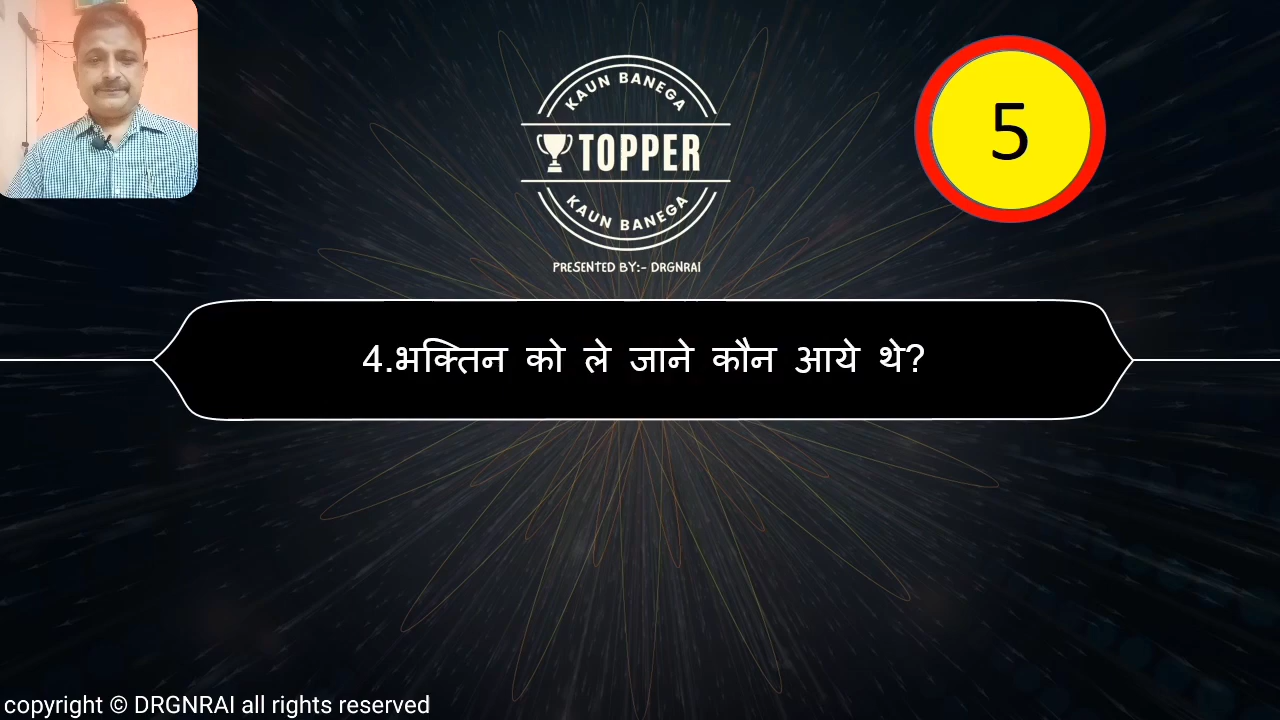 KAUN BANEGA
TOPPER
KAUN BANEGA
PRESENTED BY:- DRGNRAI
5
4.भक्तिन को ले जाने कौन आये थे?
copyright © DRGNRAI all rights reserved